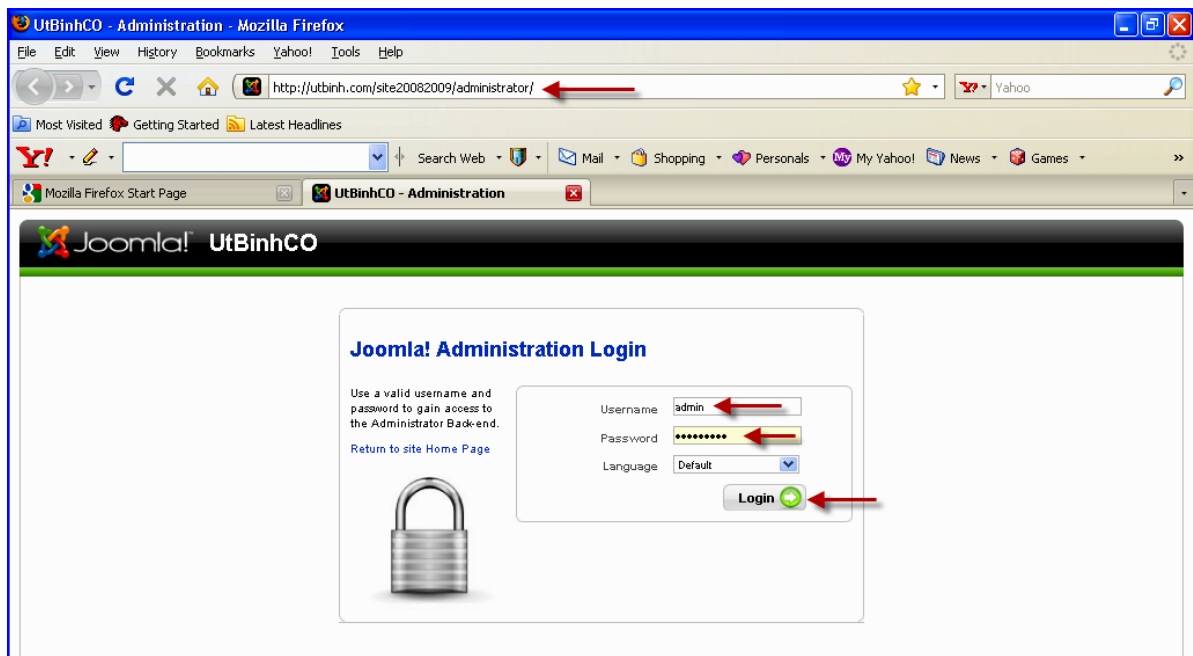 UtBinhCO - Administration - Mozilla Firefox
File Edit View History Bookmarks Yahoo! Tools Help
http://utbinh.com/site20082009/administrator/ Yahoo
Most Visited Getting Started Latest Headlines
Y! Search Web Mail Shopping Personals My My Yahoo! News Games »
Mozilla Firefox Start Page UtBinhCO - Administration
Joomla! UtBinhCO
Joomla! Administration Login
Use a valid username and
password to gain access to
the Administrator Back-end.
Return to site Home Page
Username admin
Password •••••••••
Language Default
Login